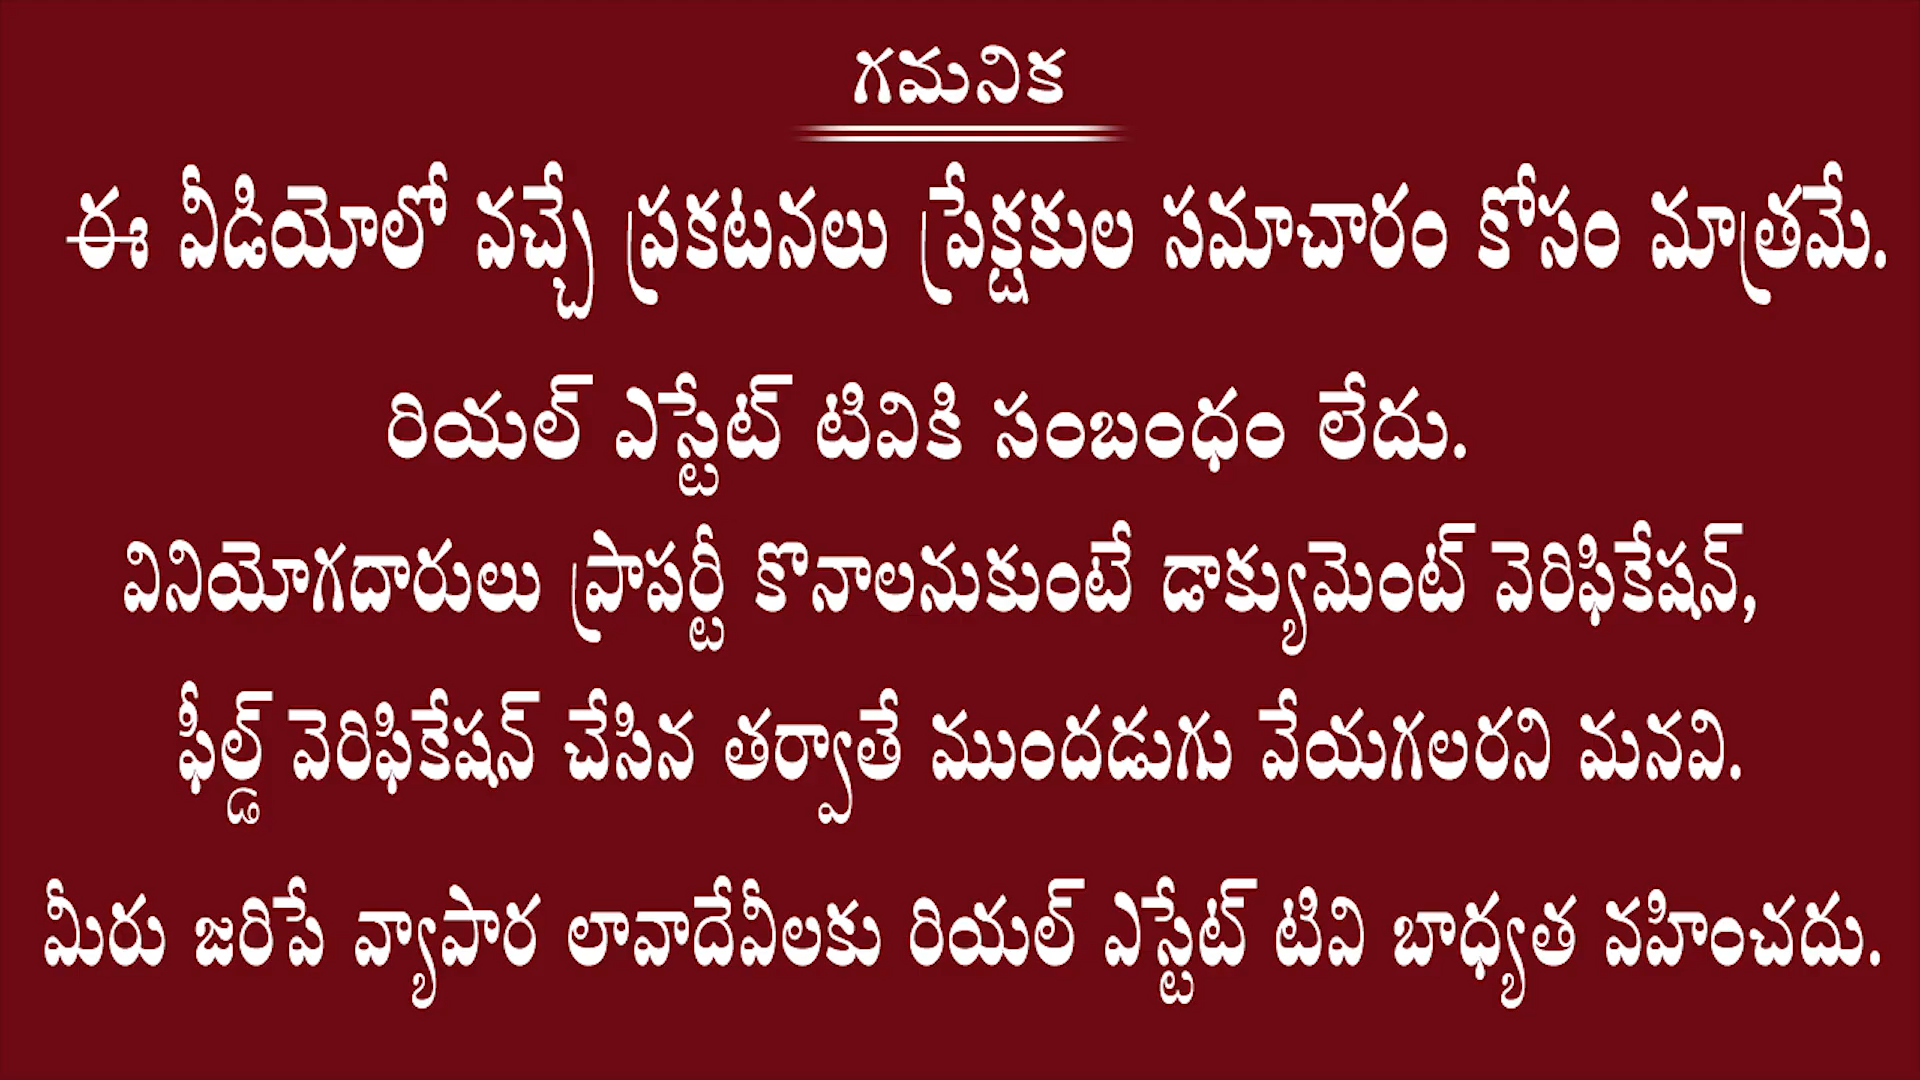 గమనిక
ఈ వీడియోలో వచ్చే ప్రకటనలు ప్రేక్షకుల సమాచారం కోసం మాత్రమే.
రియల్ ఎస్టేట్ టివికి సంబంధం లేదు.
వినియోగదారులు ప్రాపర్టీ కొనాలనుకుంటే డాక్యుమెంట్ వెరిఫికేషన్,
ఫీల్డ్ వెరిఫికేషన్ చేసిన తర్వాతే ముందడుగు వేయగలరని మనవి.
మీరు జరిపే వ్యాపార లావాదేవీలకు రియల్ ఎస్టేట్ టివి బాధ్యత వహించదు.